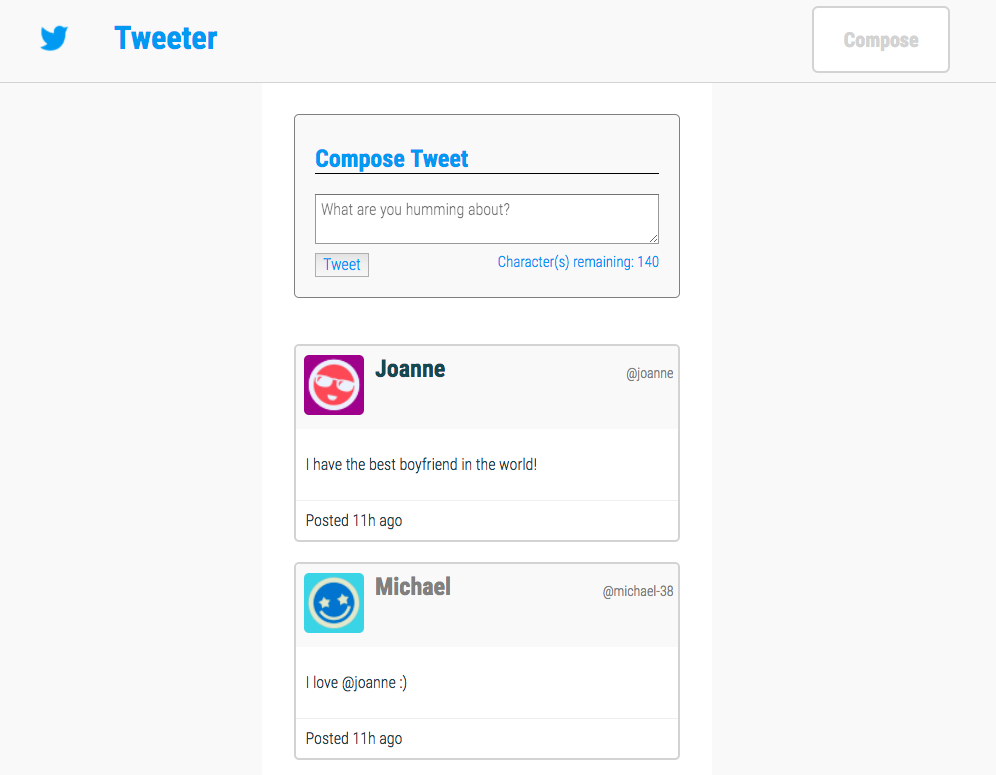 Tweeter
Compose
Compose Tweet
What are you humming about?
Tweet
Character(s) remaining: 140
Joanne
@joanne
I have the best boyfriend in the world!
Posted 11h ago
Michael
@michael-38
I love @joanne :)
Posted 11h ago